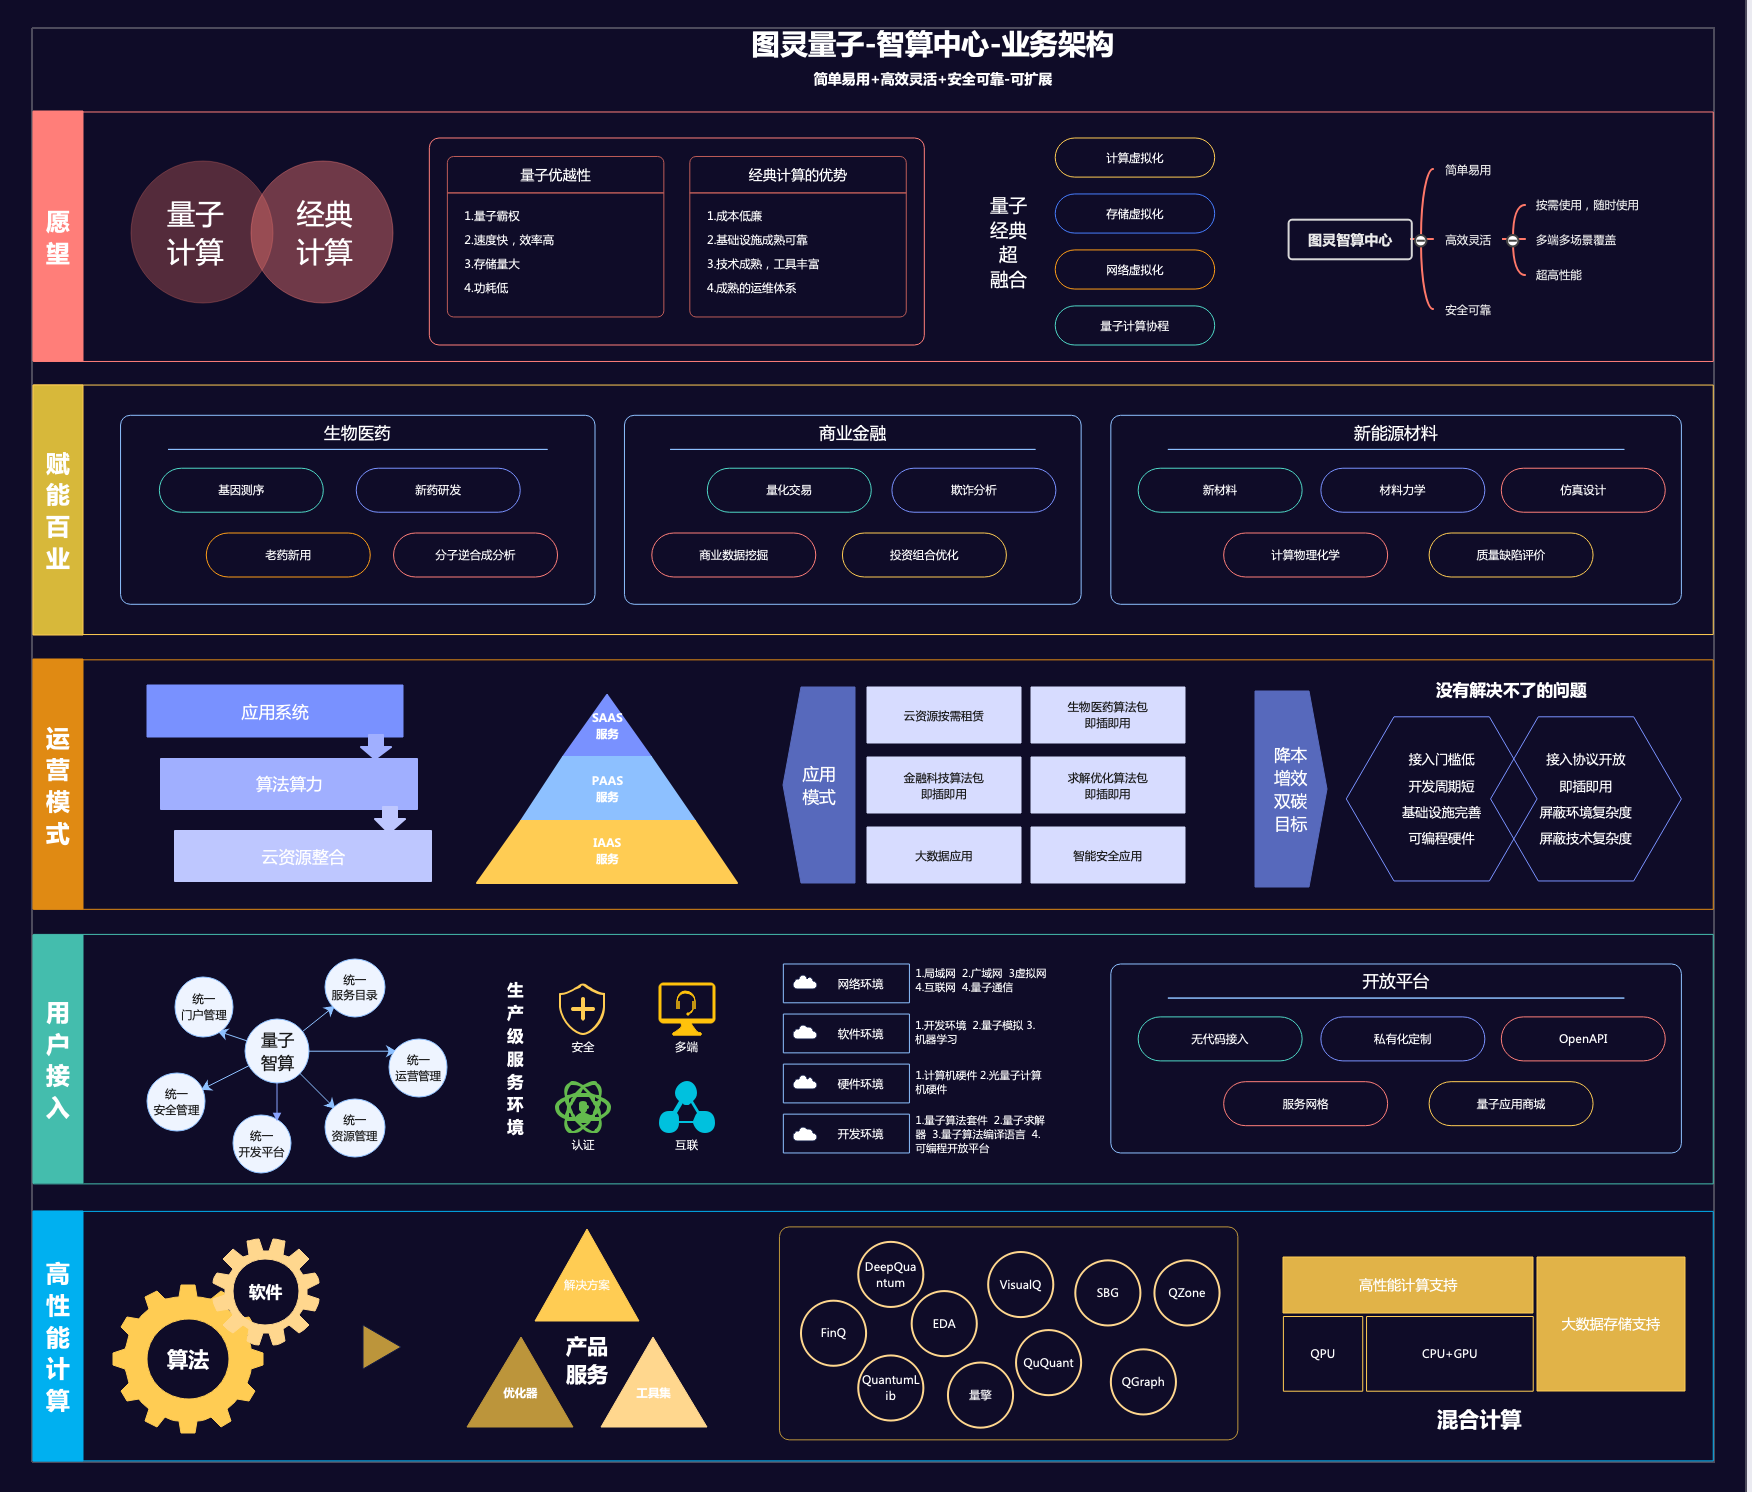 图灵量子-智算中心-业务架构
简单易用+高效灵活+安全可靠-可扩展
愿望
量子
计算
经典
计算
量子优越性
1.量子霸权
2.速度快，效率高
3.存储量大
4.功耗低
经典计算的优势
1.成本低廉
2.基础设施成熟可靠
3.技术成熟，工具丰富
4.成熟的运维体系
量子
经典
超
融合
计算虚拟化
存储虚拟化
网络虚拟化
量子计算协程
图灵智算中心
简单易用
高效灵活
安全可靠
按需使用，随时使用
多端多场景覆盖
超高性能
赋能百业
生物医药
基因测序
新药研发
老药新用
分子逆合成分析
商业金融
量化交易
欺诈分析
商业数据挖掘
投资组合优化
新能源材料
新材料
材料力学
仿真设计
计算物理化学
质量缺陷评价
运营模式
应用系统
算法算力
云资源整合
SAAS
服务
PAAS
服务
IAAS
服务
应用
模式
云资源按需租赁
生物医药算法包
即插即用
金融科技算法包
即插即用
求解优化算法包
即插即用
大数据应用
智能安全应用
降本
增效
双碳
目标
没有解决不了的问题
接入门槛低
开发周期短
基础设施完善
可编程硬件
接入协议开放
即插即用
屏蔽环境复杂度
屏蔽技术复杂度
用户接入
量子
智算
统一
门户管理
统一
服务目录
统一
运营管理
统一
资源管理
统一
开发平台
统一
安全管理
生产级服务环境
安全
多端
认证
互联
网络环境
1.局域网 2.广域网 3虚拟网
4.互联网 4.量子通信
软件环境
1.开发环境 2.量子模拟 3.
机器学习
硬件环境
1.计算机硬件 2.光量子计算
机硬件
开发环境
1.量子算法套件 2.量子求解
器 3.量子算法编译语言 4.
可编程开放平台
开放平台
无代码接入
私有化定制
OpenAPI
服务网格
量子应用商城
高性能计算
软件
算法
解决方案
产品
服务
优化器
工具集
DeepQua
ntum
VisualQ
SBG
QZone
FinQ
EDA
QuQuant
QuantumL
ib
量擎
QGraph
高性能计算支持
大数据存储支持
QPU
CPU+GPU
混合计算